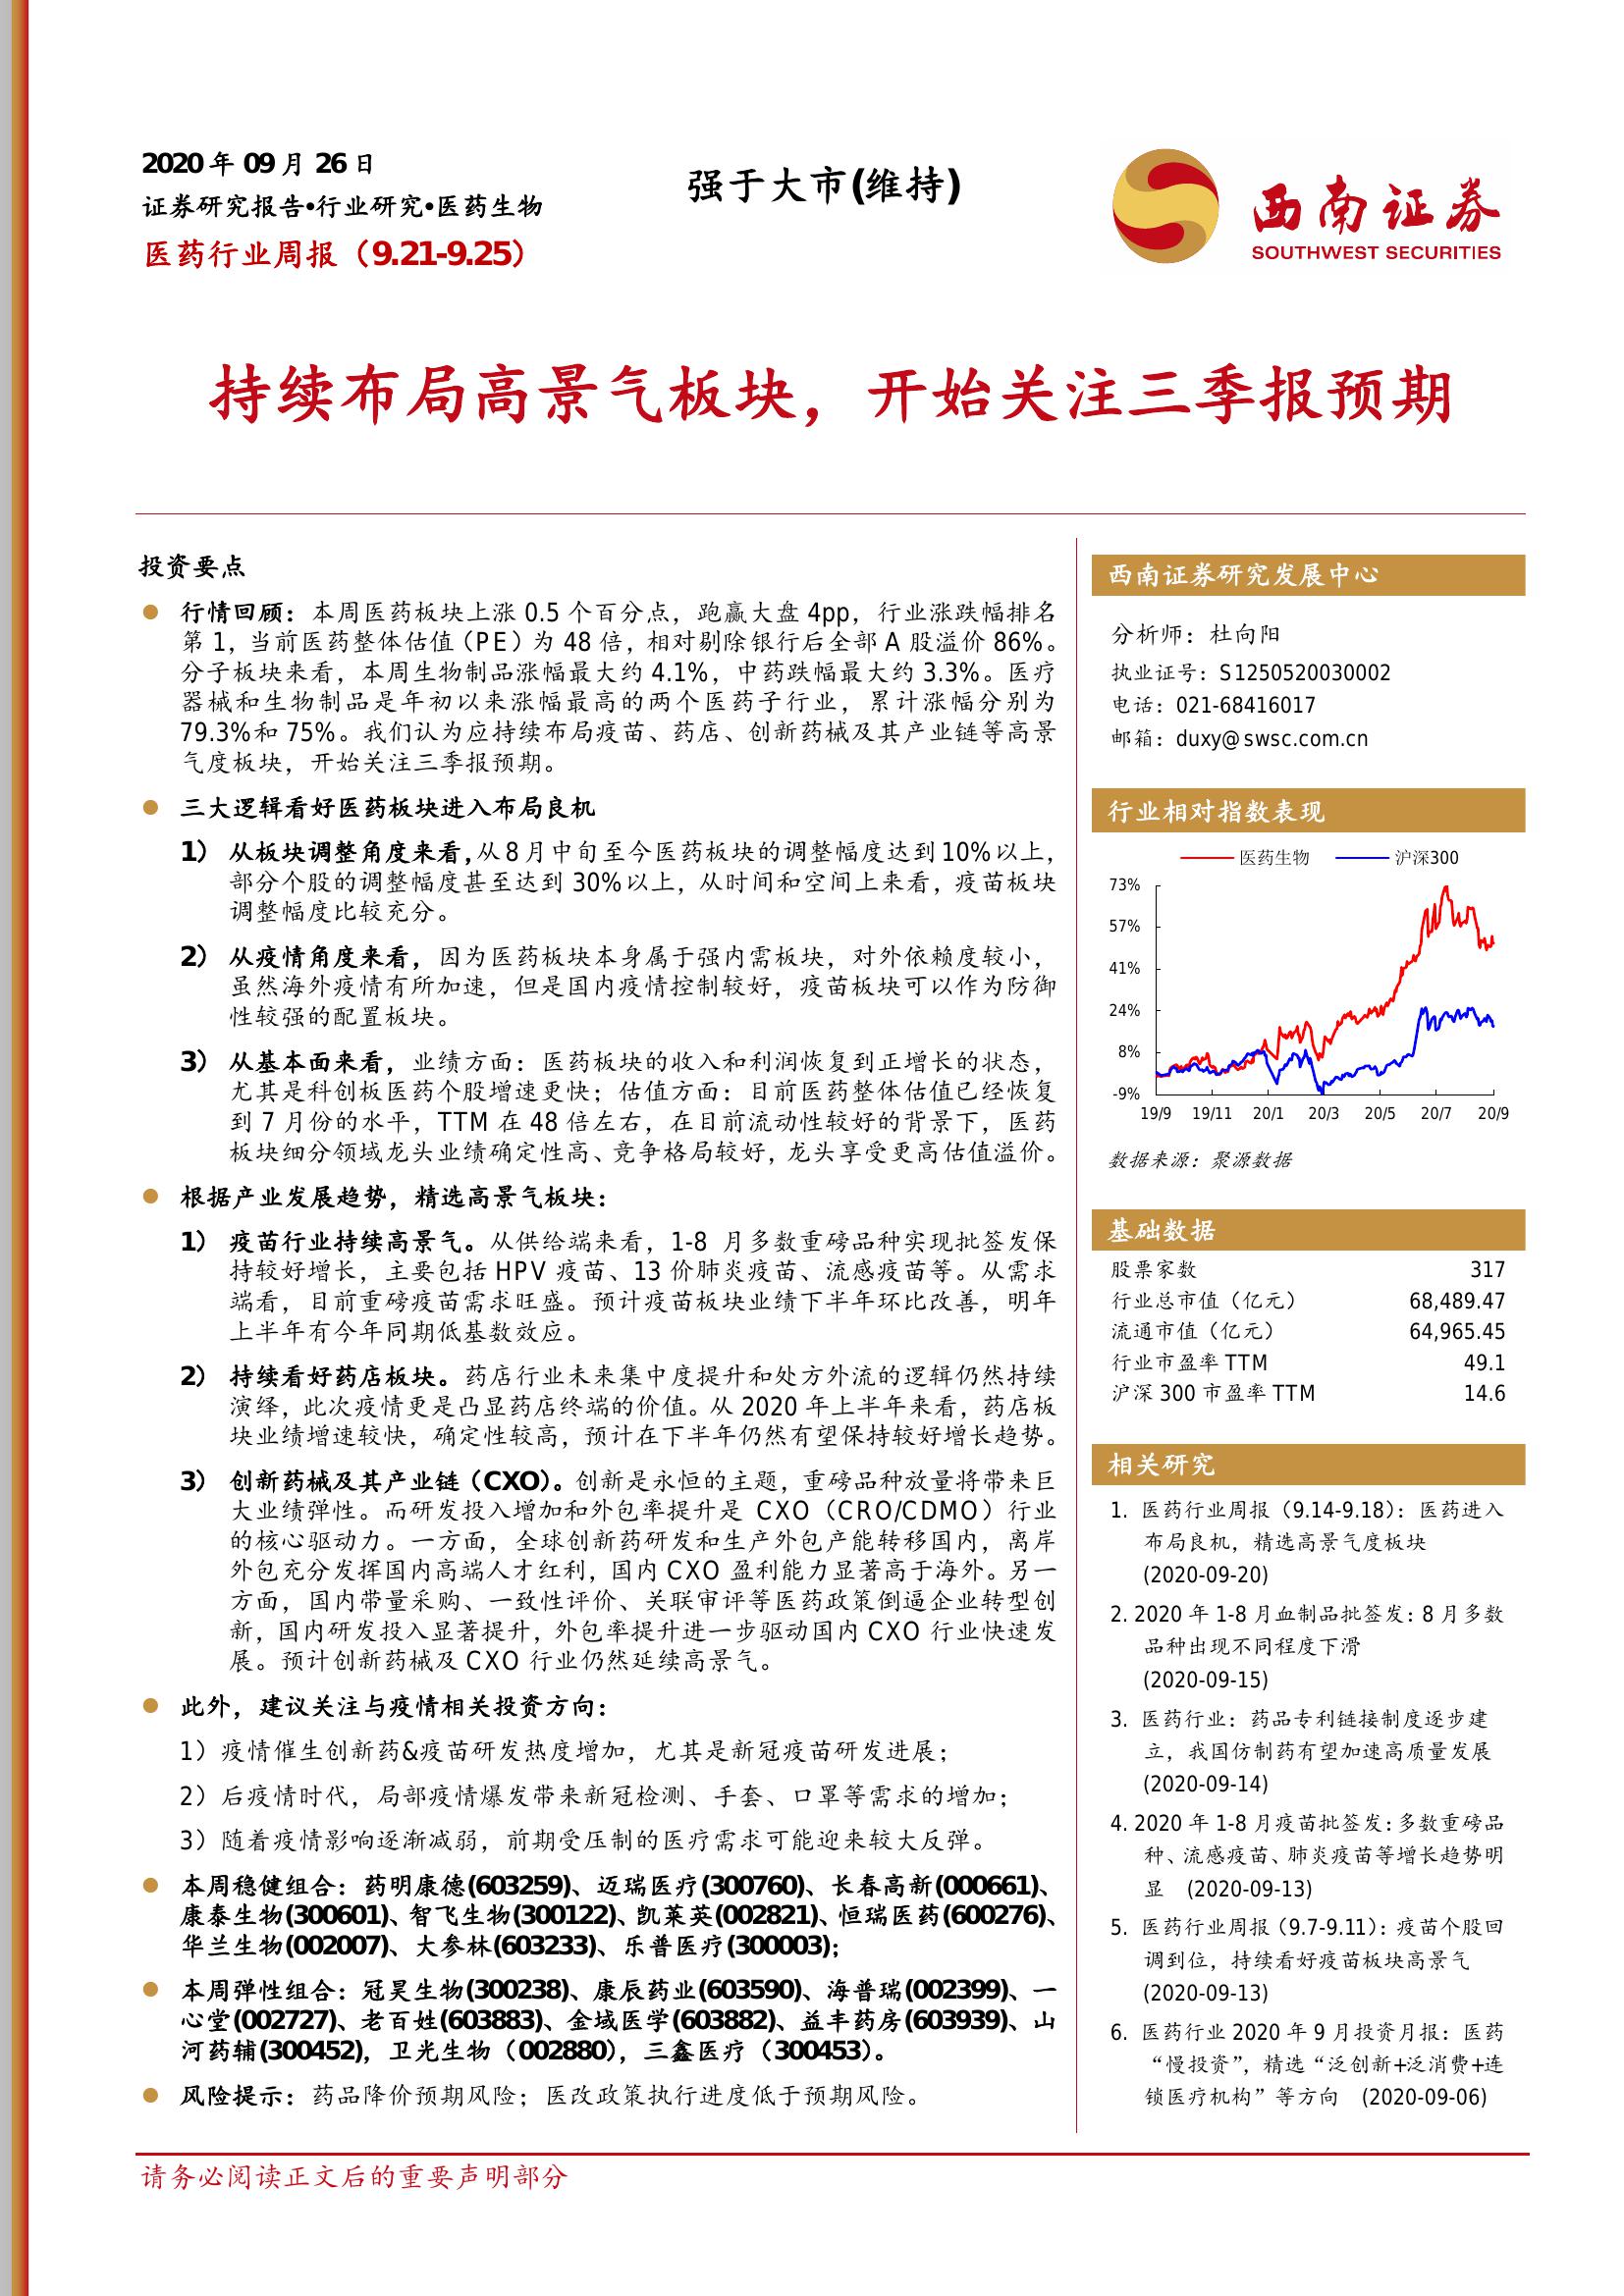 2020 年 09 月 26 日
证券研究报告•行业研究•医药生物
医药行业周报（9.21-9.25）
强于大市(维持)
西南证券
SOUTHWEST SECURITIES
持续布局高景气板块，开始关注三季报预期
投资要点
● 行情回顾：本周医药板块上涨 0.5 个百分点，跑赢大盘 4pp，行业涨跌幅排名
第 1，当前医药整体估值（PE）为 48 倍，相对剔除银行后全部 A 股溢价 86%。
分子板块来看，本周生物制品涨幅最大约 4.1%，中药跌幅最大约 3.3%。医疗
器械和生物制品是年初以来涨幅最高的两个医药子行业，累计涨幅分别为
79.3%和 75%。我们认为应持续布局疫苗、药店、创新药械及其产业链等高景
气度板块，开始关注三季报预期。
● 三大逻辑看好医药板块进入布局良机
1） 从板块调整角度来看，从 8 月中旬至今医药板块的调整幅度达到 10%以上，
部分个股的调整幅度甚至达到 30%以上，从时间和空间上来看，疫苗板块
调整幅度比较充分。
2） 从疫情角度来看，因为医药板块本身属于强内需板块，对外依赖度较小，
虽然海外疫情有所加速，但是国内疫情控制较好，疫苗板块可以作为防御
性较强的配置板块。
3） 从基本面来看，业绩方面：医药板块的收入和利润恢复到正增长的状态，
尤其是科创板医药个股增速更快；估值方面：目前医药整体估值已经恢复
到 7 月份的水平，TTM 在 48 倍左右，在目前流动性较好的背景下，医药
板块细分领域龙头业绩确定性高、竞争格局较好，龙头享受更高估值溢价。
● 根据产业发展趋势，精选高景气板块：
1） 疫苗行业持续高景气。从供给端来看，1-8 月多数重磅品种实现批签发保
持较好增长，主要包括 HPV 疫苗、13 价肺炎疫苗、流感疫苗等。从需求
端看，目前重磅疫苗需求旺盛。预计疫苗板块业绩下半年环比改善，明年
上半年有今年同期低基数效应。
2） 持续看好药店板块。药店行业未来集中度提升和处方外流的逻辑仍然持续
演绎，此次疫情更是凸显药店终端的价值。从 2020 年上半年来看，药店板
块业绩增速较快，确定性较高，预计在下半年仍然有望保持较好增长趋势。
3） 创新药械及其产业链（CXO）。创新是永恒的主题，重磅品种放量将带来巨
大业绩弹性。而研发投入增加和外包率提升是 CXO（CRO/CDMO）行业
的核心驱动力。一方面，全球创新药研发和生产外包产能转移国内，离岸
外包充分发挥国内高端人才红利，国内 CXO 盈利能力显著高于海外。另一
方面，国内带量采购、一致性评价、关联审评等医药政策倒逼企业转型创
新，国内研发投入显著提升，外包率提升进一步驱动国内 CXO 行业快速发
展。预计创新药械及 CXO 行业仍然延续高景气。
● 此外，建议关注与疫情相关投资方向：
1）疫情催生创新药&疫苗研发热度增加，尤其是新冠疫苗研发进展；
2）后疫情时代，局部疫情爆发带来新冠检测、手套、口罩等需求的增加；
3）随着疫情影响逐渐减弱，前期受压制的医疗需求可能迎来较大反弹。
● 本周稳健组合：药明康德(603259)、迈瑞医疗(300760)、长春高新(000661)、
康泰生物(300601)、智飞生物(300122)、凯莱英(002821)、恒瑞医药(600276)、
华兰生物(002007)、大参林(603233)、乐普医疗(300003)；
● 本周弹性组合：冠昊生物(300238)、康辰药业(603590)、海普瑞(002399)、一
心堂(002727)、老百姓(603883)、金域医学(603882)、益丰药房(603939)、山
河药辅(300452)，卫光生物（002880)，三鑫医疗（300453)。
● 风险提示：药品降价预期风险；医改政策执行进度低于预期风险。
西南证券研究发展中心
分析师：杜向阳
执业证号：S1250520030002
电话：021-68416017
邮箱：duxy@swsc.com.cn
行业相对指数表现
医药生物 沪深300
73%
57%
41%
24%
8%
-9%
19/9 19/11 20/1 20/3 20/5 20/7 20/9
数据来源：聚源数据
基础数据
股票家数 317
行业总市值（亿元） 68,489.47
流通市值（亿元） 64,965.45
行业市盈率 TTM 49.1
沪深 300 市盈率 TTM 14.6
相关研究
1. 医药行业周报（9.14-9.18）：医药进入
布局良机，精选高景气度板块
(2020-09-20)
2. 2020 年 1-8 月血制品批签发：8 月多数
品种出现不同程度下滑
(2020-09-15)
3. 医药行业：药品专利链接制度逐步建
立，我国仿制药有望加速高质量发展
(2020-09-14)
4. 2020 年 1-8 月疫苗批签发：多数重磅品
种、流感疫苗、肺炎疫苗等增长趋势明
显 (2020-09-13)
5. 医药行业周报（9.7-9.11）：疫苗个股回
调到位，持续看好疫苗板块高景气
(2020-09-13)
6. 医药行业 2020 年 9 月投资月报：医药
“慢投资”，精选“泛创新+泛消费+连
锁医疗机构”等方向 (2020-09-06)
请务必阅读正文后的重要声明部分